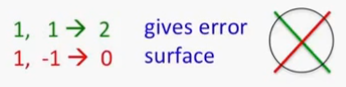 1, 1 → 2 gives error
1, -1 → 0 surface